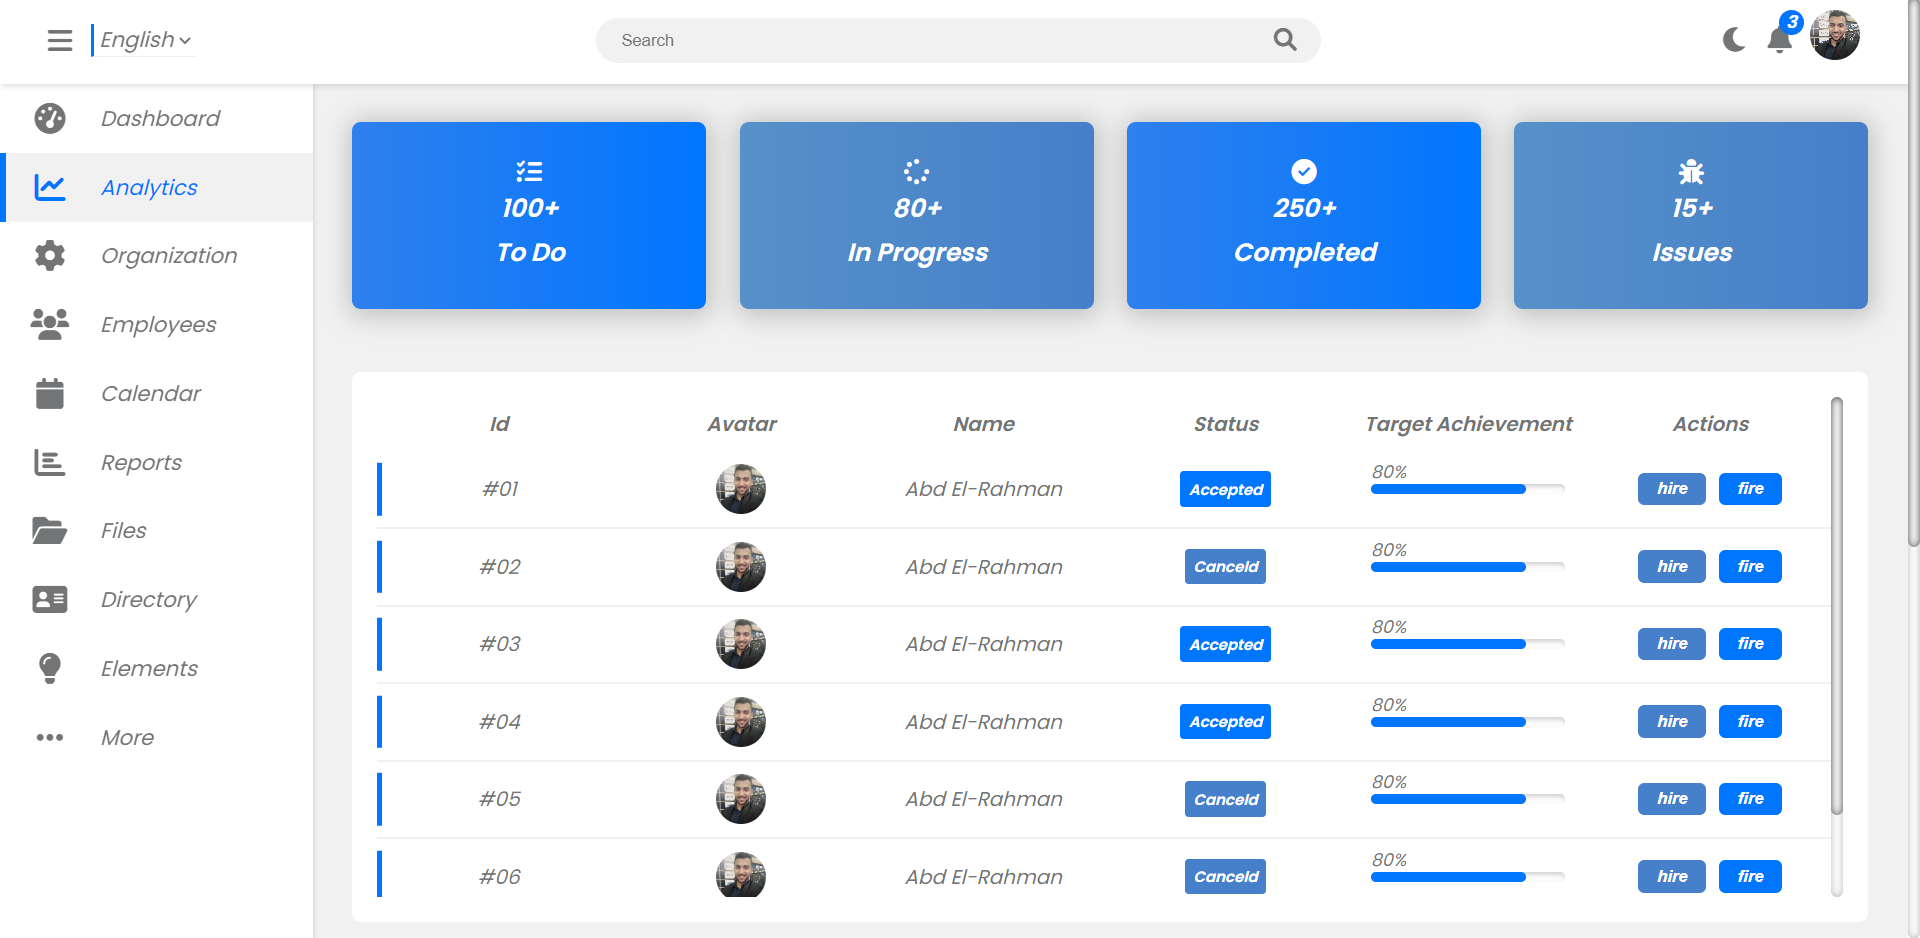 English
Search
3
Dashboard
Analytics
Organization
Employees
Calendar
Reports
Files
Directory
Elements
More
100+
To Do
80+
In Progress
250+
Completed
15+
Issues
Id Avatar Name Status Target Achievement Actions
#01 Abd El-Rahman Accepted 80% hire fire
#02 Abd El-Rahman Canceld 80% hire fire
#03 Abd El-Rahman Accepted 80% hire fire
#04 Abd El-Rahman Accepted 80% hire fire
#05 Abd El-Rahman Canceld 80% hire fire
#06 Abd El-Rahman Canceld 80% hire fire